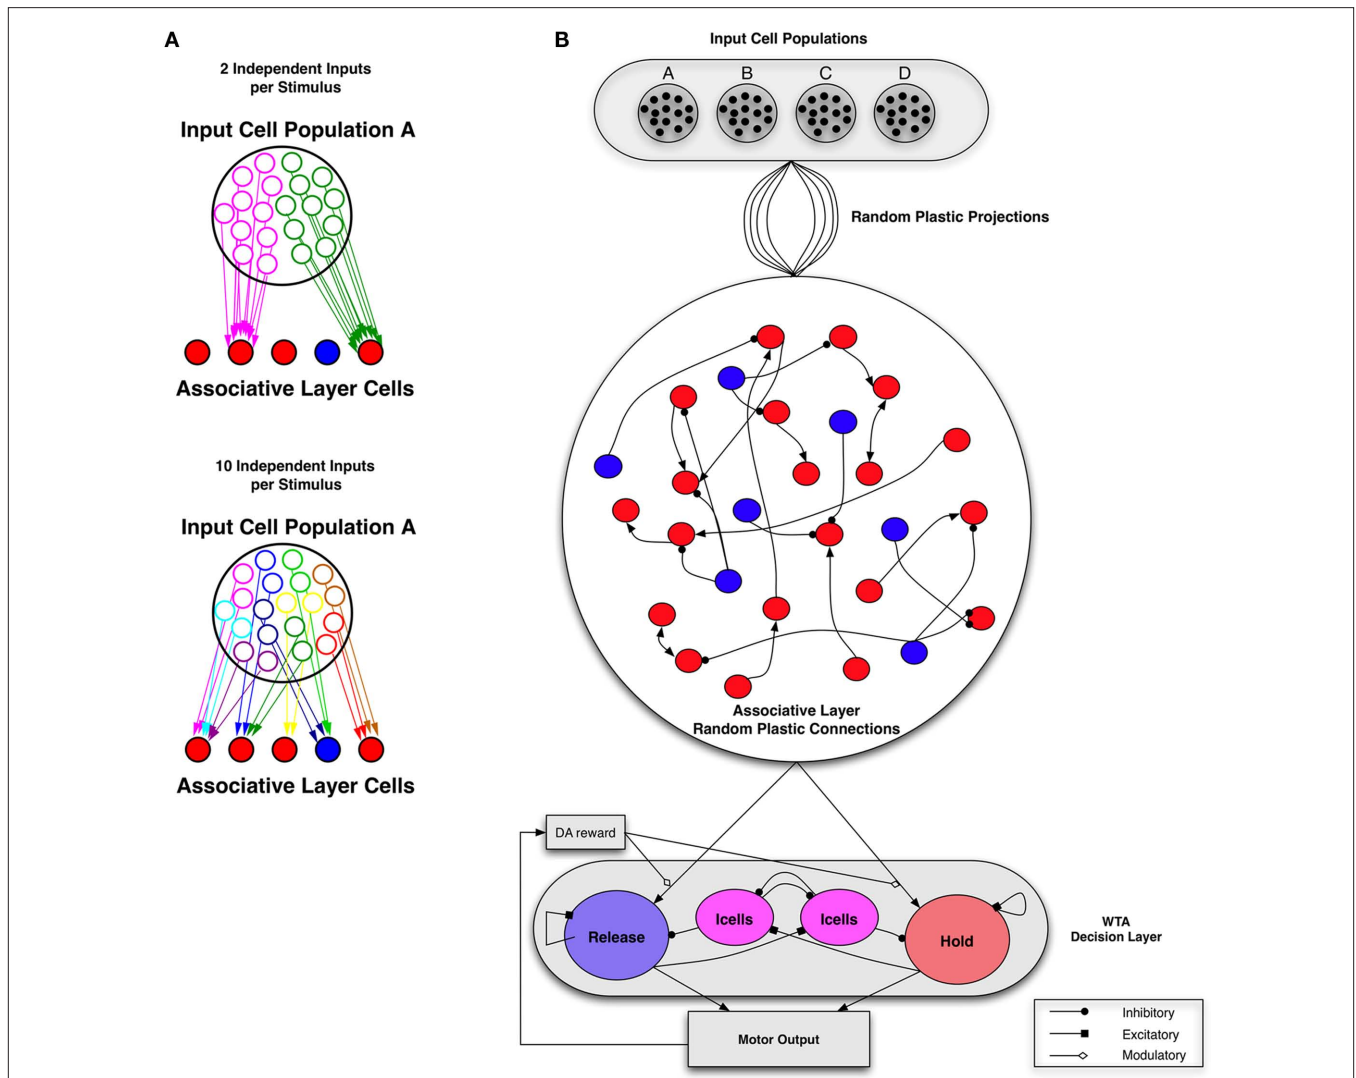 A
2 Independent Inputs
per Stimulus
Input Cell Population A
Associative Layer Cells
10 Independent Inputs
per Stimulus
Input Cell Population A
Associative Layer Cells
B
Input Cell Populations
A B C D
Random Plastic Projections
Associative Layer
Random Plastic Connections
DA reward
Release
Icells
Icells
Hold
WTA
Decision Layer
Motor Output
Inhibitory
Excitatory
Modulatory